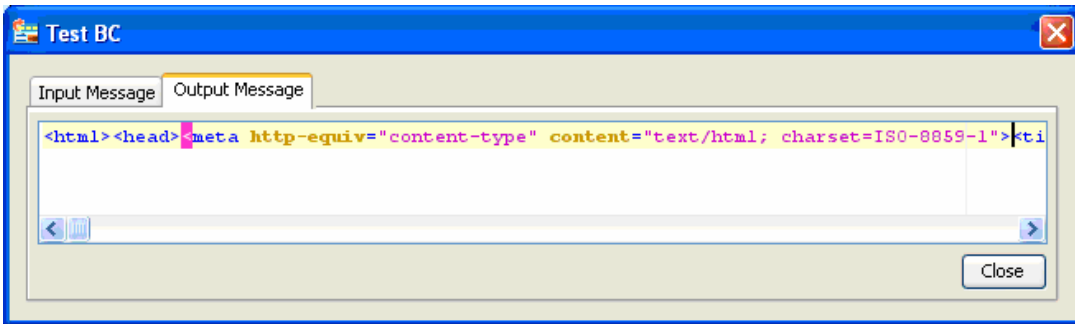 Test BC
Input Message Output Message
<html><head><meta http-equiv="content-type" content="text/html; charset=ISO-8859-1"><ti
Close